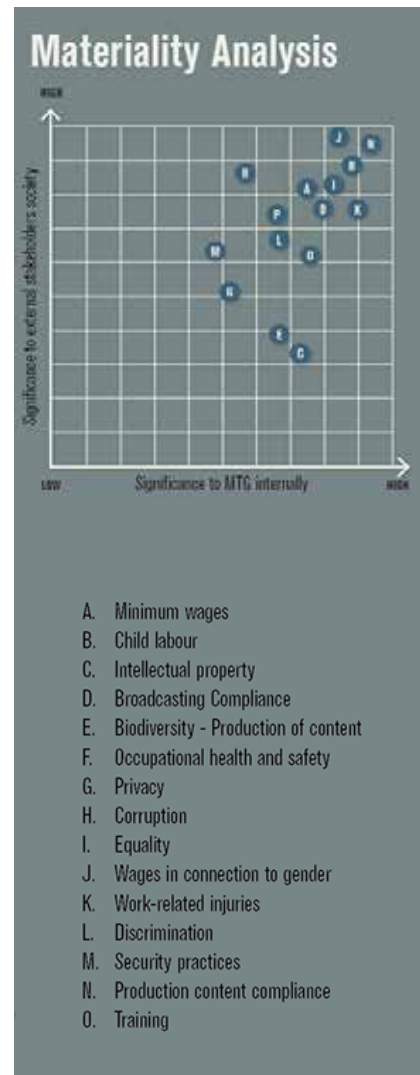 Materiality Analysis
HIGH
Significance to external stakeholders society
J
I
A
K
F
L
M
E
LOW
Significance to MTG internally
HIGH
A. Minimum wages
B. Child labour
C. Intellectual property
D. Broadcasting Compliance
E. Biodiversity - Production of content
F. Occupational health and safety
G. Privacy
H. Corruption
I. Equality
J. Wages in connection to gender
K. Work-related injuries
L. Discrimination
M. Security practices
N. Production content compliance
O. Training